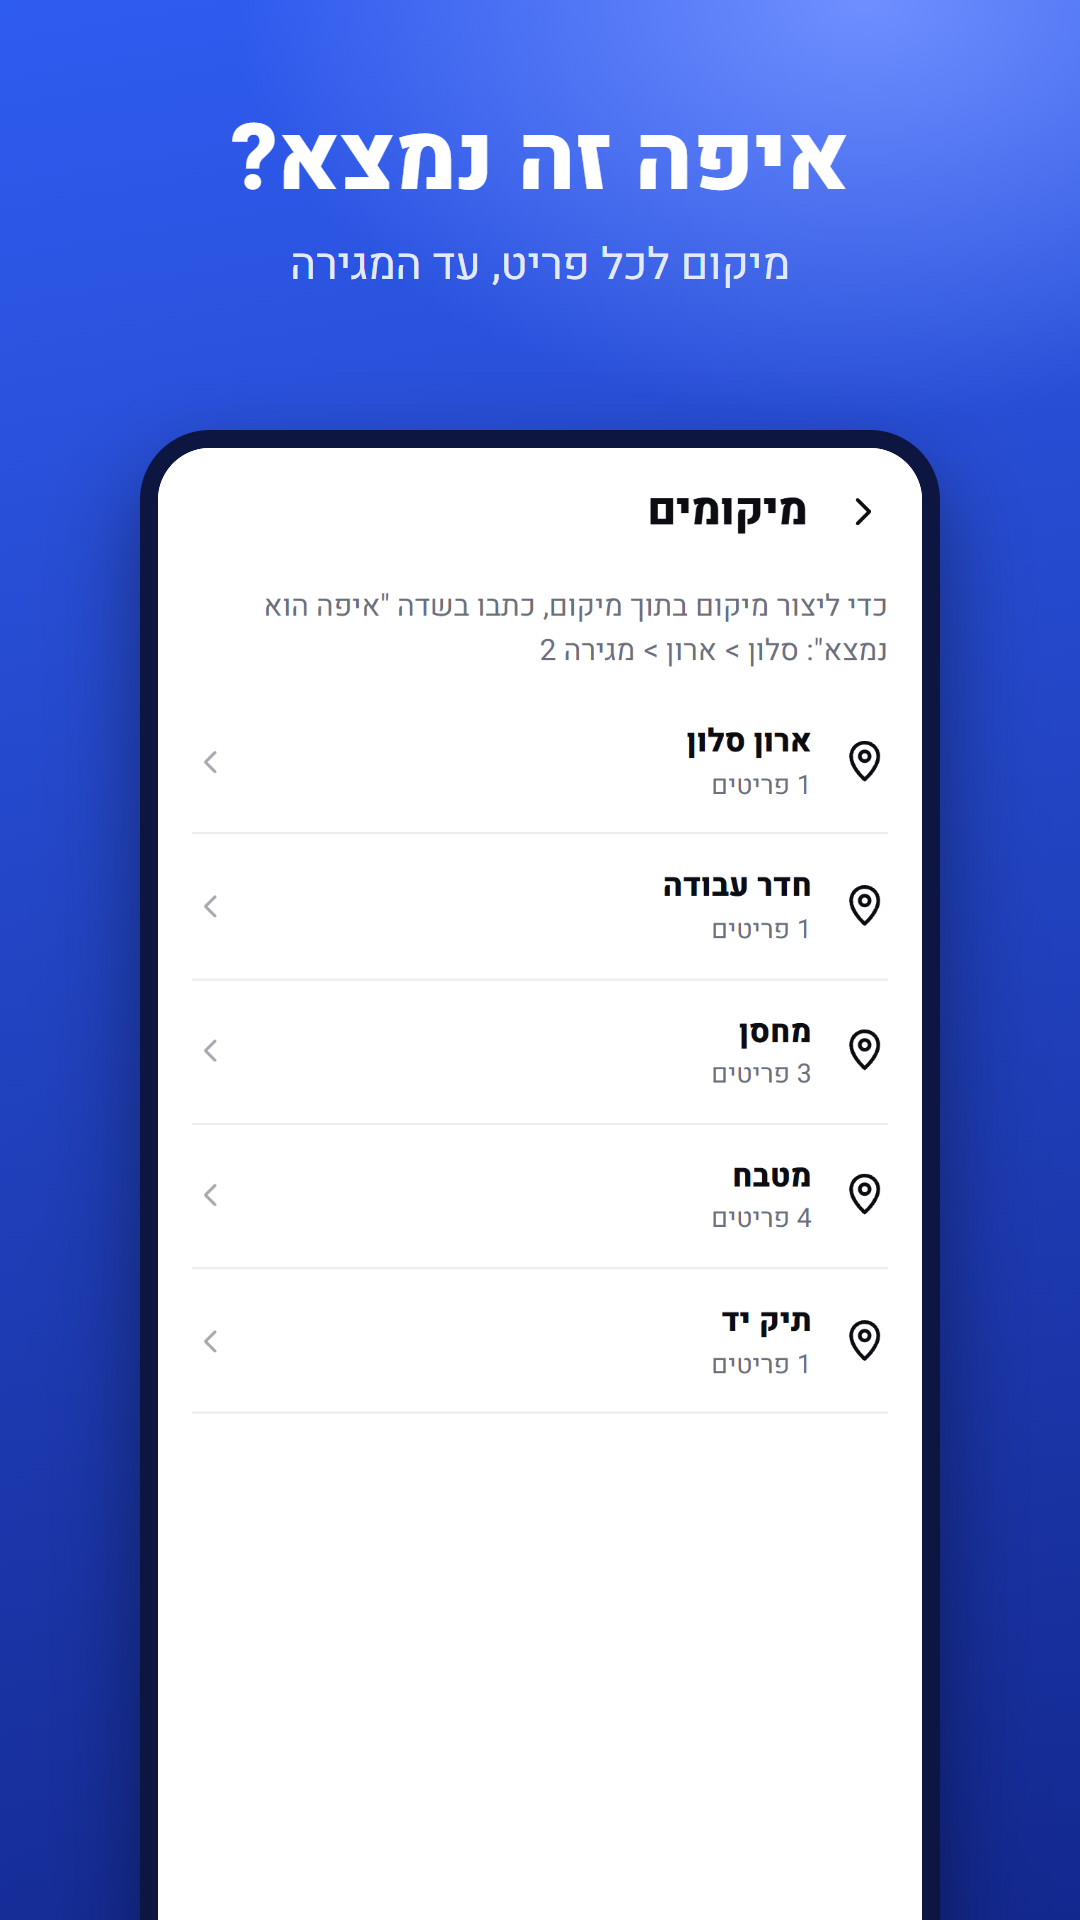 איפה זה נמצא?
מיקום לכל פריט, עד המגירה
מיקומים
כדי ליצור מיקום בתוך מיקום, כתבו בשדה "איפה הוא
נמצא": סלון > ארון > מגירה 2
ארון סלון
1 פריטים
חדר עבודה
1 פריטים
מחסן
3 פריטים
מטבח
4 פריטים
תיק יד
1 פריטים